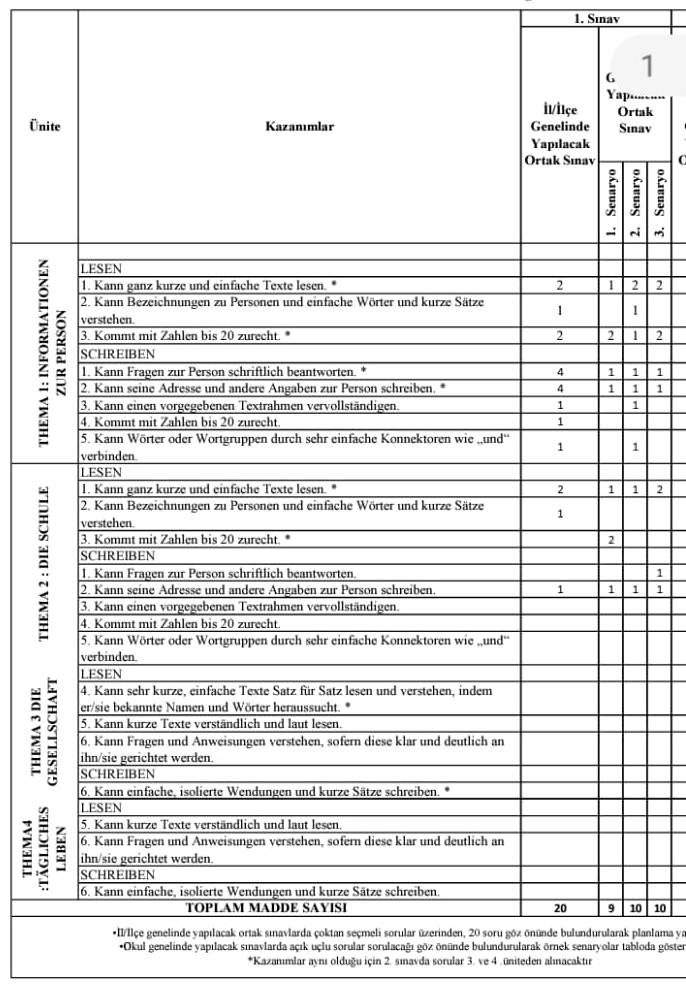 1. Sınav
1
Ünite
Kazanımlar
İl/İlçe
Genelinde
Yapılacak
Ortak Sınav
Ortak
Sınav
1. Senaryo
2. Senaryo
3. Senaryo
THEMA 1: INFORMATIONEN
ZUR PERSON
LESEN
1. Kann ganz kurze und einfache Texte lesen. * 2 1 2 2
2. Kann Bezeichnungen zu Personen und einfache Wörter und kurze Sätze
verstehen. 1 1
3. Kommt mit Zahlen bis 20 zurecht. * 2 2 1 2
SCHREIBEN
1. Kann Fragen zur Person schriftlich beantworten. * 4 1 1 1
2. Kann seine Adresse und andere Angaben zur Person schreiben. * 4 1 1 1
3. Kann einen vorgegebenen Textrahmen vervollständigen. 1 1
4. Kommt mit Zahlen bis 20 zurecht. 1
5. Kann Wörter oder Wortgruppen durch sehr einfache Konnektoren wie „und“
verbinden. 1 1
THEMA 2 : DIE SCHULE
LESEN
1. Kann ganz kurze und einfache Texte lesen. * 2 1 1 2
2. Kann Bezeichnungen zu Personen und einfache Wörter und kurze Sätze
verstehen. 1
3. Kommt mit Zahlen bis 20 zurecht. * 2
SCHREIBEN
1. Kann Fragen zur Person schriftlich beantworten. 1
2. Kann seine Adresse und andere Angaben zur Person schreiben. 1 1 1 1
3. Kann einen vorgegebenen Textrahmen vervollständigen.
4. Kommt mit Zahlen bis 20 zurecht.
5. Kann Wörter oder Wortgruppen durch sehr einfache Konnektoren wie „und“
verbinden.
THEMA 3 DIE
GESELLSCHAFT
LESEN
4. Kann sehr kurze, einfache Texte Satz für Satz lesen und verstehen, indem
er/sie bekannte Namen und Wörter heraussucht. *
5. Kann kurze Texte verständlich und laut lesen.
6. Kann Fragen und Anweisungen verstehen, sofern diese klar und deutlich an
ihn/sie gerichtet werden.
SCHREIBEN
6. Kann einfache, isolierte Wendungen und kurze Sätze schreiben. *
THEMA4
:TÄGLICHES
LEBEN
LESEN
5. Kann kurze Texte verständlich und laut lesen.
6. Kann Fragen und Anweisungen verstehen, sofern diese klar und deutlich an
ihn/sie gerichtet werden.
SCHREIBEN
6. Kann einfache, isolierte Wendungen und kurze Sätze schreiben.
TOPLAM MADDE SAYISI 20 9 10 10
•İl/İlçe genelinde yapılacak ortak sınavlarda çoktan seçmeli sorular üzerinden, 20 soru göz önünde bulundurularak planlama
•Okul genelinde yapılacak sınavlarda açık uçlu sorular sorulacağı göz önünde bulundurularak örnek senaryolar tabloda
*Kazanımlar aynı olduğu için 2. sınavda sorular 3. ve 4 .üniteden alınacaktır